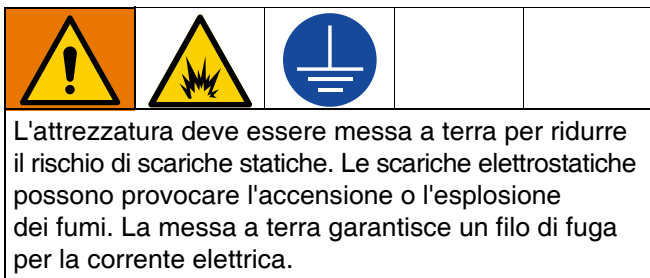 L'attrezzatura deve essere messa a terra per ridurre
il rischio di scariche statiche. Le scariche elettrostatiche
possono provocare l'accensione o l'esplosione
dei fumi. La messa a terra garantisce un filo di fuga
per la corrente elettrica.